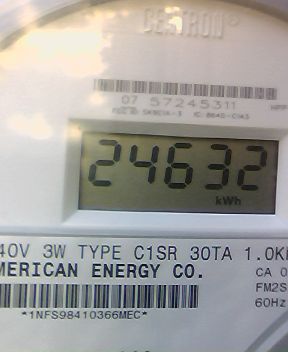 CENTRON®
07 57245311
24632
kWh
40V 3W TYPE C1SR 30TA 1.0K
MERICAN ENERGY CO.
CA 0
FM2S
60Hz
*1NFS98410366MEC*